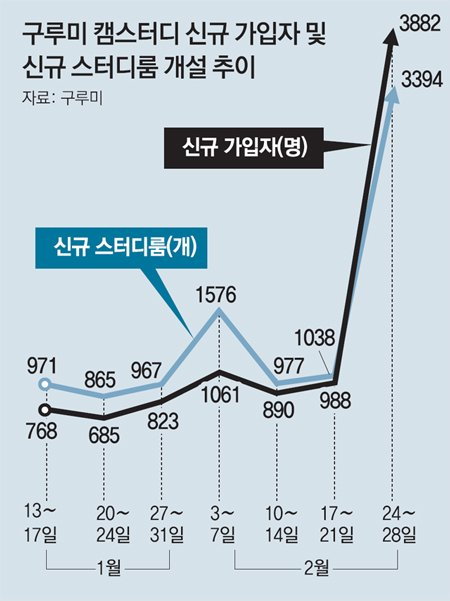 구루미 캠스터디 신규 가입자 및
신규 스터디룸 개설 추이
자료: 구루미
3882
3394
신규 가입자(명)
신규 스터디룸(개)
1576
971
865
967
977
1038
768
685
823
1061
890
988
13~
17일
20~
24일
27~
31일
3~
7일
10~
14일
17~
21일
24~
28일
1월
2월